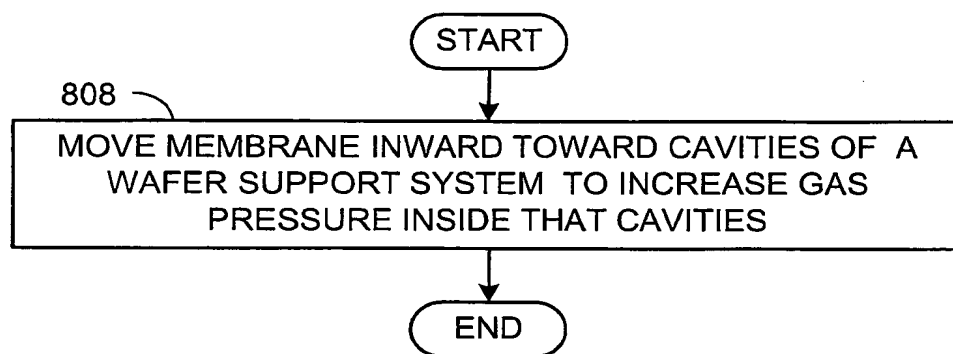 START
808
MOVE MEMBRANE INWARD TOWARD CAVITIES OF A
WAFER SUPPORT SYSTEM TO INCREASE GAS
PRESSURE INSIDE THAT CAVITIES
END